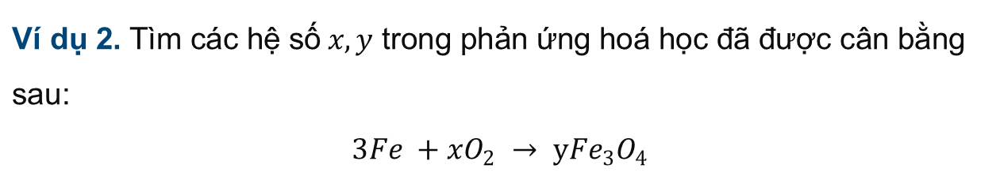 Ví dụ 2. Tìm các hệ số x, y trong phản ứng hoá học đã được cân bằng
sau:
3Fe + xO₂ → yFe₃O₄